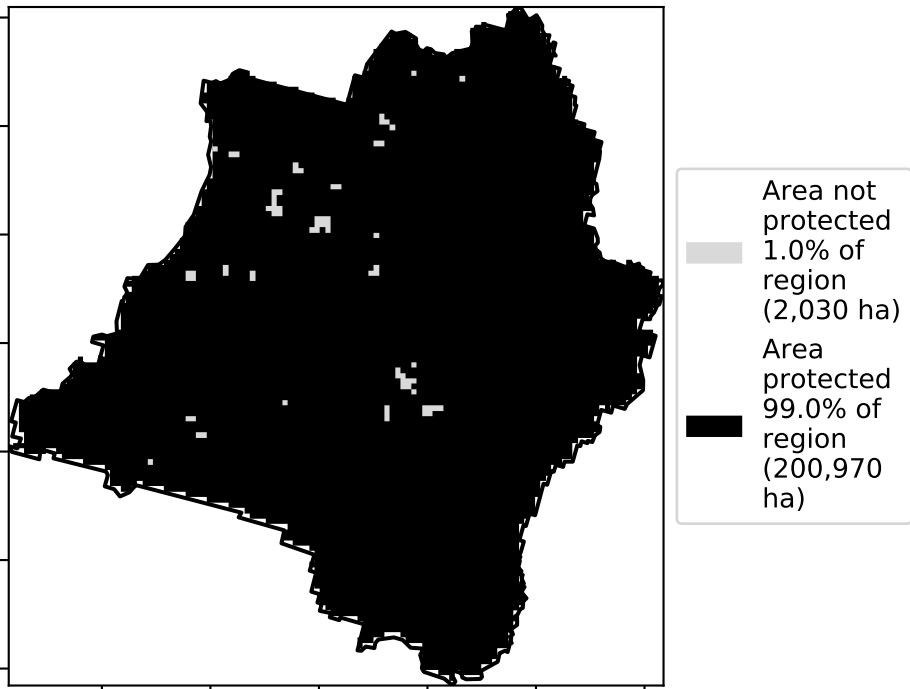 Area not
protected
1.0% of
region
(2,030 ha)
Area
protected
99.0% of
region
(200,970
ha)